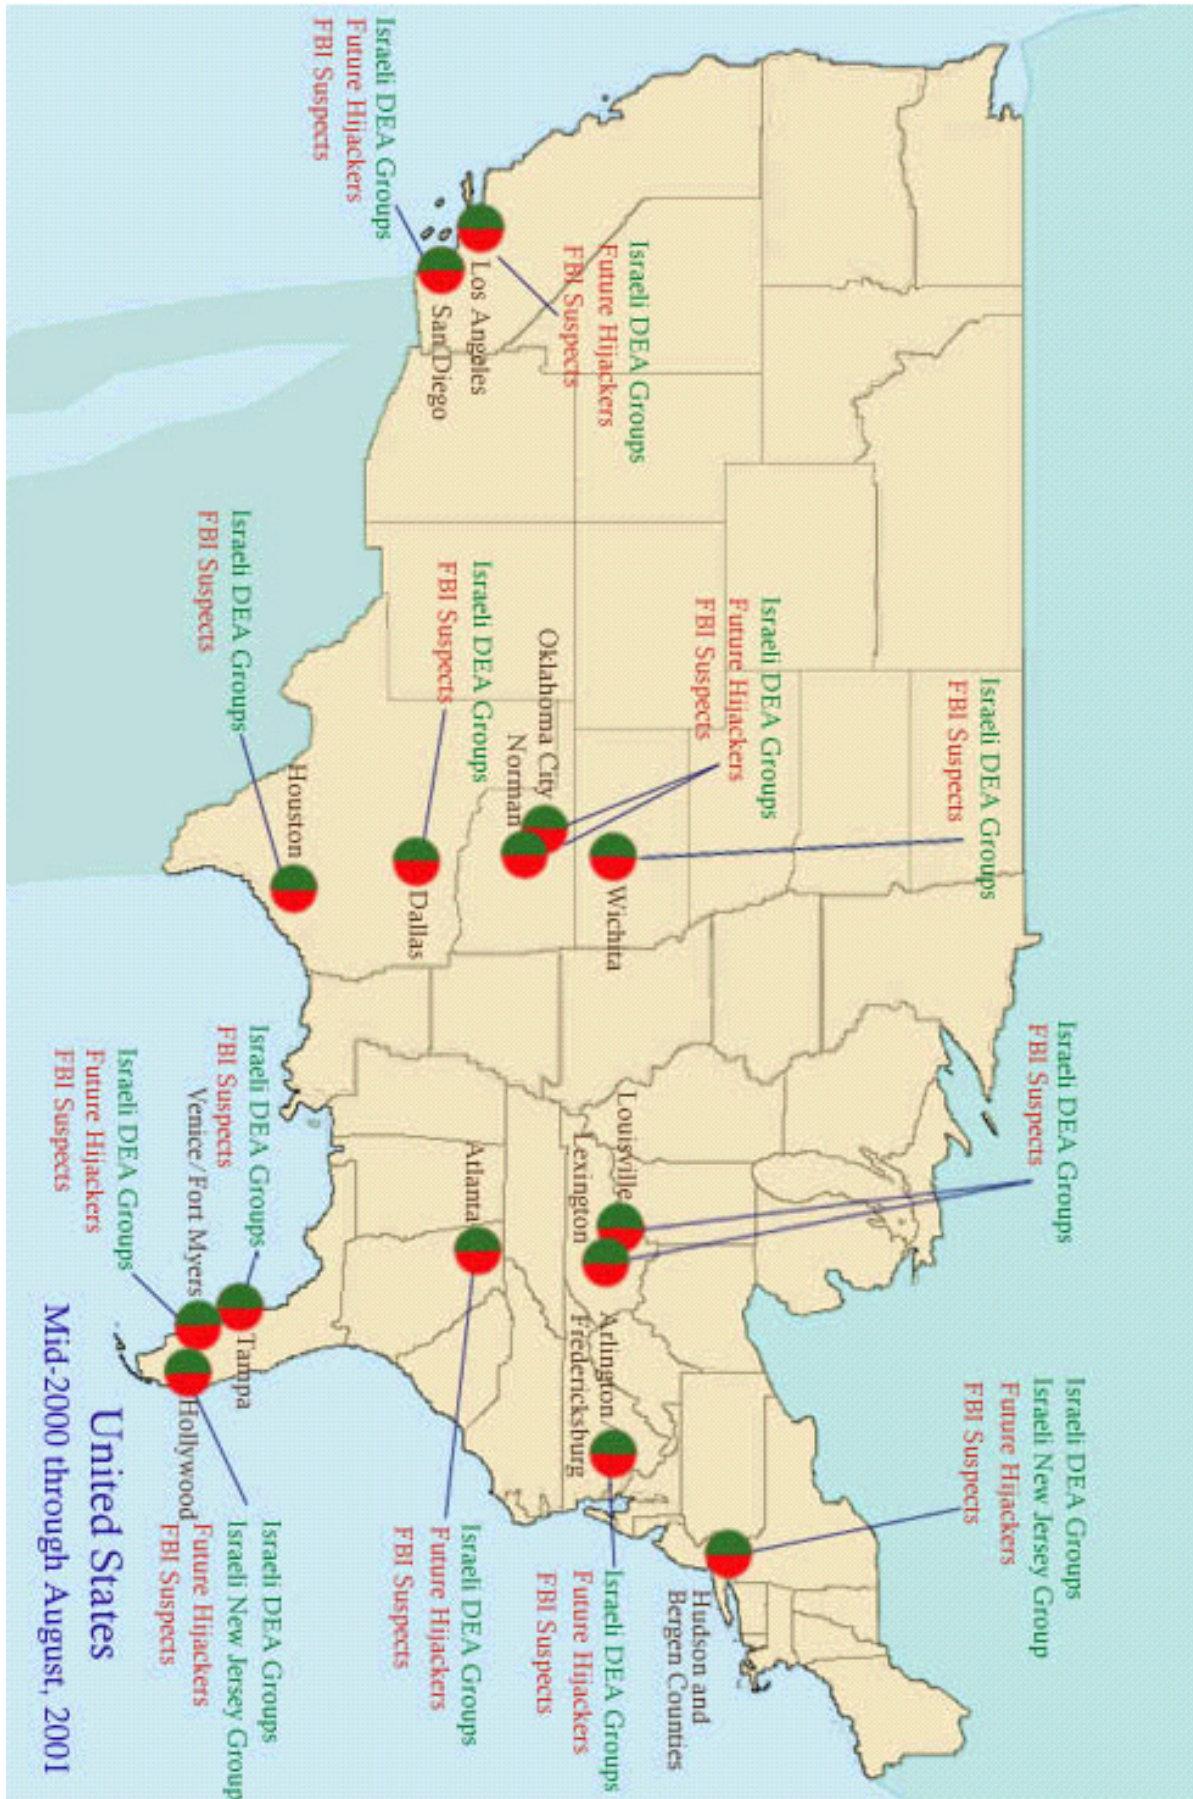 Israeli DEA Groups
Future Hijackers
FBI Suspects
Los Angeles
San Diego
Israeli DEA Groups
Future Hijackers
FBI Suspects
Israeli DEA Groups
FBI Suspects
Houston
Israeli DEA Groups
FBI Suspects
Dallas
Oklahoma City
Norman
Israeli DEA Groups
Future Hijackers
FBI Suspects
Israeli DEA Groups
FBI Suspects
Wichita
Israeli DEA Groups
FBI Suspects
Louisville
Lexington
Atlanta
Israeli DEA Groups
Future Hijackers
FBI Suspects
Arlington/
Fredericksburg
Israeli DEA Groups
Future Hijackers
FBI Suspects
Israeli DEA Groups
Israeli New Jersey Group
Future Hijackers
FBI Suspects
Hudson and
Bergen Counties
Israeli DEA Groups
FBI Suspects
Tampa
Venice/Fort Myers
Israeli DEA Groups
Future Hijackers
FBI Suspects
Hollywood
Israeli DEA Groups
Israeli New Jersey Group
Future Hijackers
FBI Suspects
United States
Mid-2000 through August, 2001